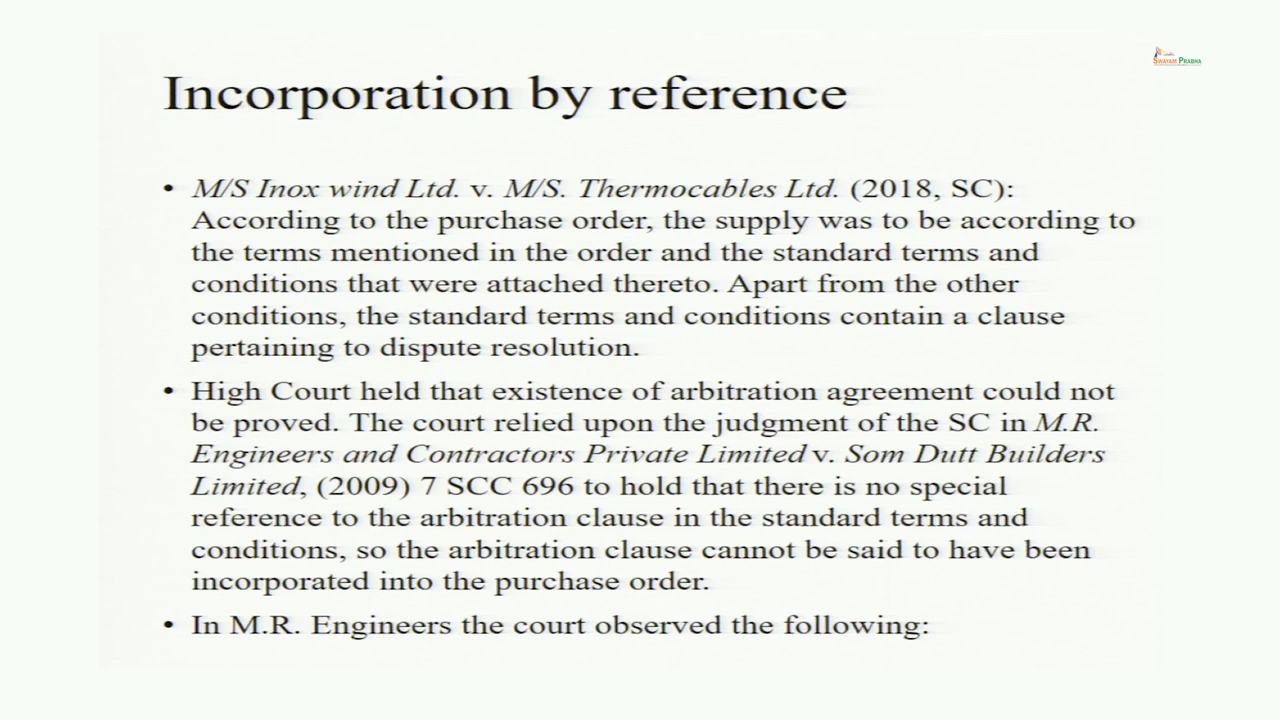 SWAYAM PRABHA
Incorporation by reference
• M/S Inox wind Ltd. v. M/S. Thermocables Ltd. (2018, SC):
According to the purchase order, the supply was to be according to
the terms mentioned in the order and the standard terms and
conditions that were attached thereto. Apart from the other
conditions, the standard terms and conditions contain a clause
pertaining to dispute resolution.
• High Court held that existence of arbitration agreement could not
be proved. The court relied upon the judgment of the SC in M.R.
Engineers and Contractors Private Limited v. Som Dutt Builders
Limited, (2009) 7 SCC 696 to hold that there is no special
reference to the arbitration clause in the standard terms and
conditions, so the arbitration clause cannot be said to have been
incorporated into the purchase order.
• In M.R. Engineers the court observed the following: